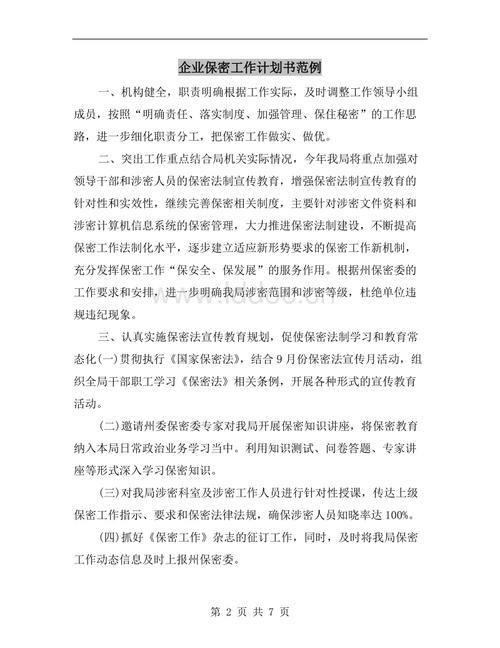 企业保密工作计划书范例
一、机构健全，职责明确根据工作实际，及时调整工作领导小组
成员，按照“明确责任、落实制度、加强管理、保住秘密”的工作思
路，进一步细化职责分工，把保密工作做实、做优。
二、突出工作重点结合局机关实际情况，今年我局将重点加强对
领导干部和涉密人员的保密法制宣传教育，增强保密法制宣传教育的
针对性和实效性，继续完善保密相关制度，主要针对涉密文件资料和
涉密计算机信息系统的保密管理，大力推进保密法制建设，不断提高
保密工作法制化水平，逐步建立适应新形势要求的保密工作新机制，
充分发挥保密工作“保安全、保发展”的服务作用。根据州保密委的
工作要求和安排，进一步明确我局涉密范围和涉密等级，杜绝单位违
规违纪现象。
三、认真实施保密法宣传教育规划，促使保密法制学习和教育常
态化(一)贯彻执行《国家保密法》，结合9月份保密法宣传月活动，组
织全局干部职工学习《保密法》相关条例，开展各种形式的宣传教育
活动。
(二)邀请州委保密委专家对我局开展保密知识讲座，将保密教育
纳入本局日常政治业务学习当中。利用知识测试、问卷答题、专家讲
座等形式深入学习保密知识。
(三)对我局涉密科室及涉密工作人员进行针对性授课，传达上级
保密工作指示、要求和保密法律法规，确保涉密人员知晓率达100%。
(四)抓好《保密工作》杂志的征订工作，同时，及时将我局保密
工作动态信息及时上报州保密委。
第 2 页 共 7 页